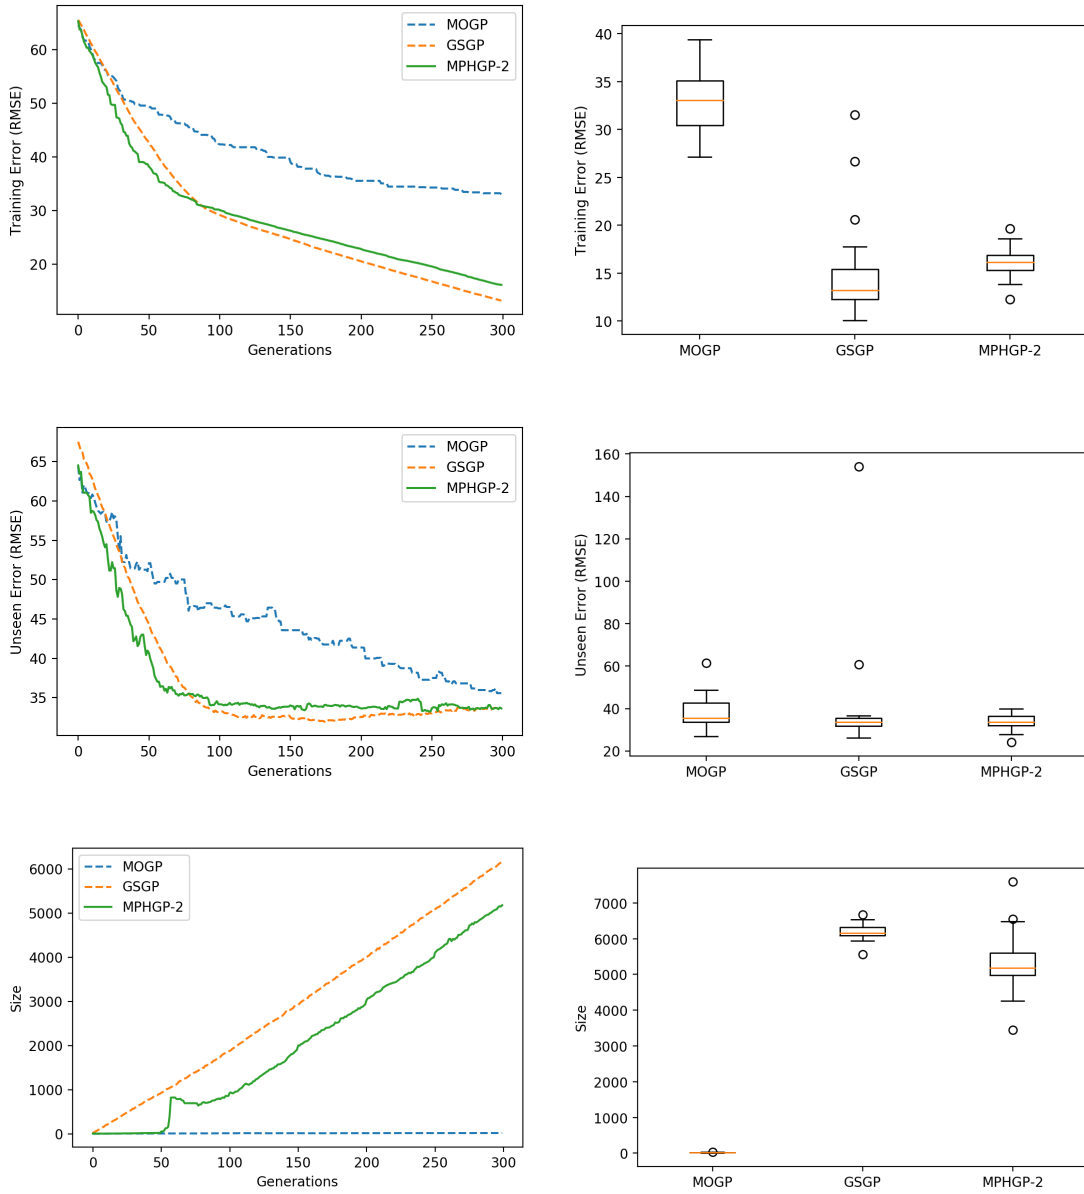 MOGP
GSGP
MPHGP-2
60
50
40
30
20
Training Error (RMSE)
0 50 100 150 200 250 300
Generations
40
35
30
25
20
15
10
Training Error (RMSE)
MOGP GSGP MPHGP-2
MOGP
GSGP
MPHGP-2
65
60
55
50
45
40
35
Unseen Error (RMSE)
0 50 100 150 200 250 300
Generations
160
140
120
100
80
60
40
20
Unseen Error (RMSE)
MOGP GSGP MPHGP-2
MOGP
GSGP
MPHGP-2
6000
5000
4000
3000
2000
1000
0
Size
0 50 100 150 200 250 300
Generations
7000
6000
5000
4000
3000
2000
1000
0
Size
MOGP GSGP MPHGP-2